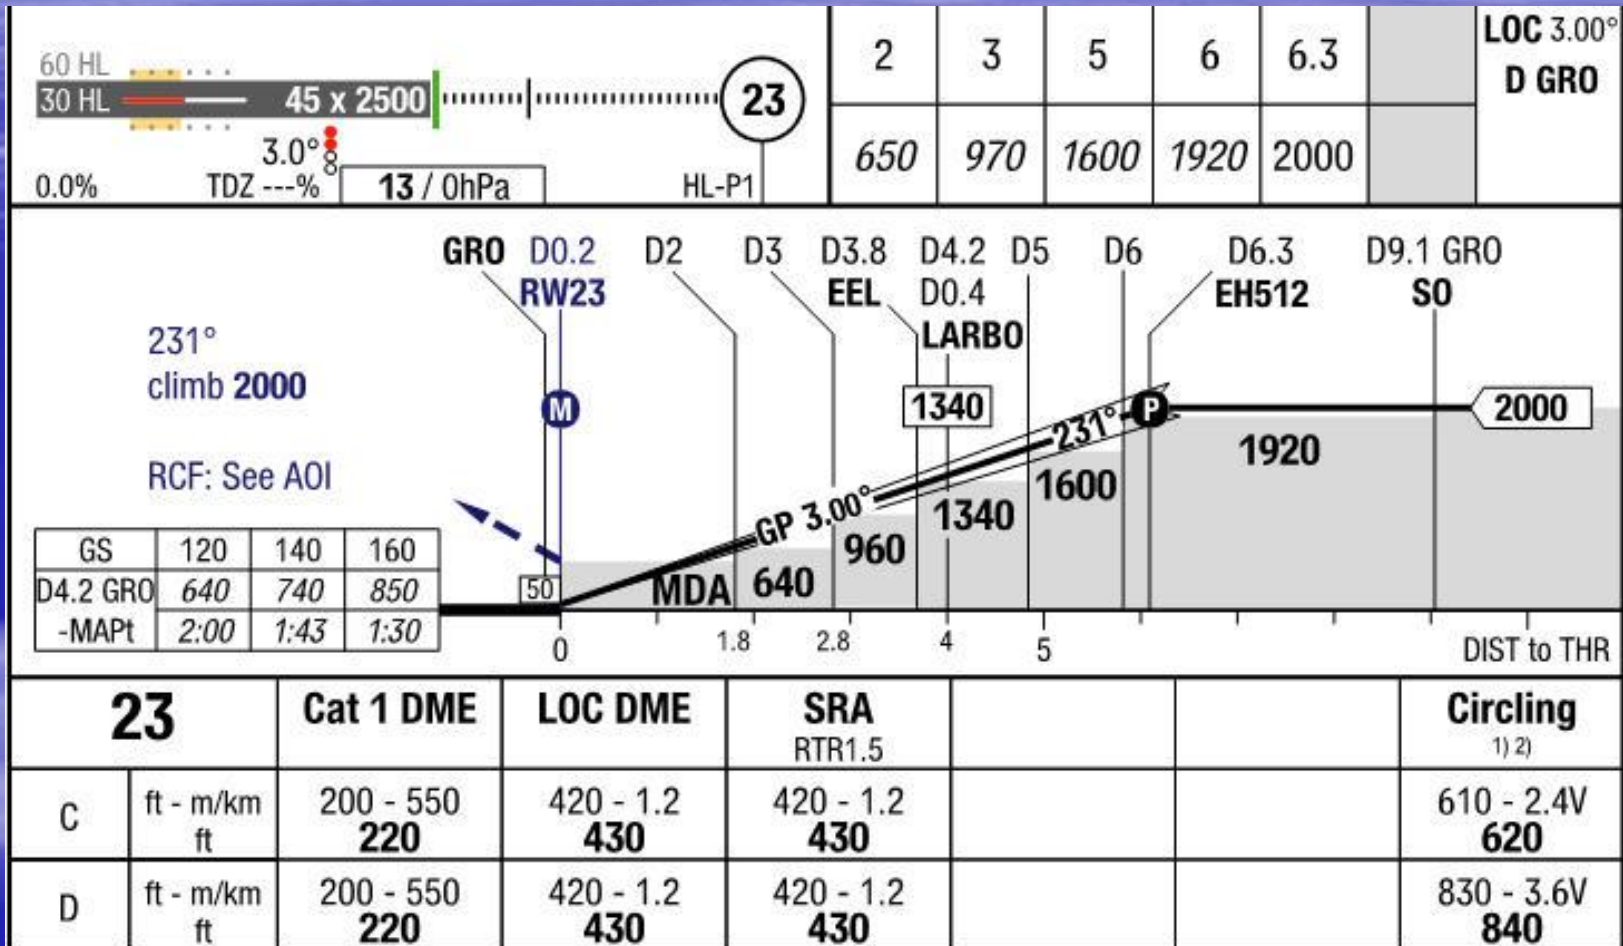 60 HL
30 HL
45 x 2500
23
3.0°
0.0%
TDZ ---%
13 / 0hPa
HL-P1
2 3 5 6 6.3
650 970 1600 1920 2000
LOC 3.00°
D GRO
GRO D0.2 D2 D3 D3.8 D4.2 D5 D6 D6.3 D9.1 GRO
RW23 EEL D0.4 EH512 SO
LARBO
231°
climb 2000
M
1340
231°
P
2000
RCF: See AOI
1920
1600
GP 3.00°
1340
960
640
MDA
50
GS 120 140 160
D4.2 GRO 640 740 850
-MAPt 2:00 1:43 1:30
0 1.8 2.8 4 5 DIST to THR
23 Cat 1 DME LOC DME SRA Circling
RTR1.5 1) 2)
C ft - m/km 200 - 550 420 - 1.2 420 - 1.2 610 - 2.4V
ft 220 430 430 620
D ft - m/km 200 - 550 420 - 1.2 420 - 1.2 830 - 3.6V
ft 220 430 430 840